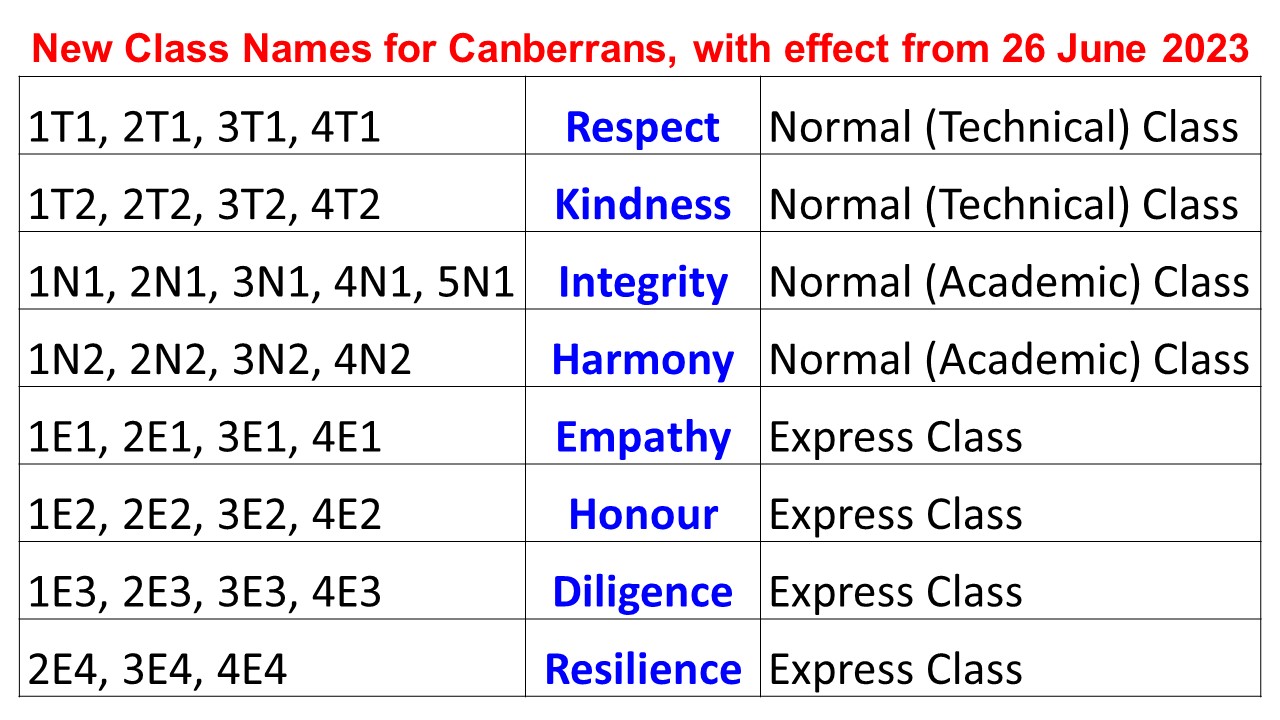 New Class Names for Canberrans, with effect from 26 June 2023
1T1, 2T1, 3T1, 4T1 Respect Normal (Technical) Class
1T2, 2T2, 3T2, 4T2 Kindness Normal (Technical) Class
1N1, 2N1, 3N1, 4N1, 5N1 Integrity Normal (Academic) Class
1N2, 2N2, 3N2, 4N2 Harmony Normal (Academic) Class
1E1, 2E1, 3E1, 4E1 Empathy Express Class
1E2, 2E2, 3E2, 4E2 Honour Express Class
1E3, 2E3, 3E3, 4E3 Diligence Express Class
2E4, 3E4, 4E4 Resilience Express Class